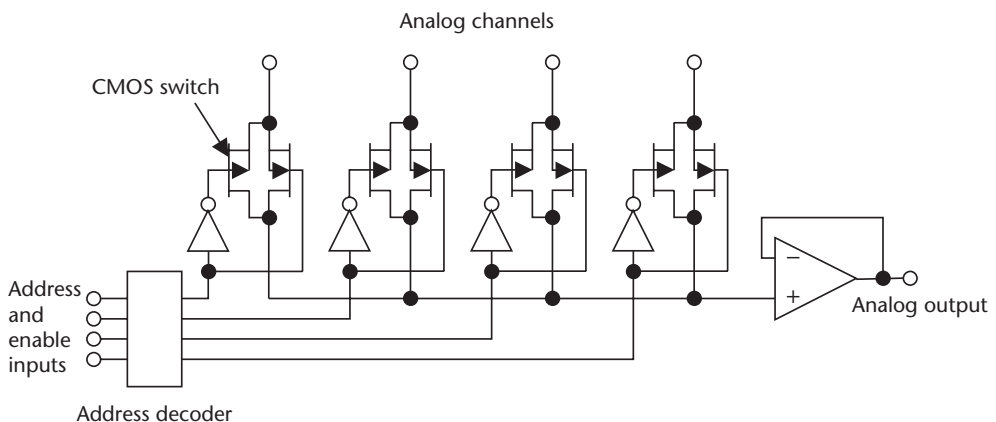 Analog channels
CMOS switch
Address
and
enable
inputs
−
+
Analog output
Address decoder